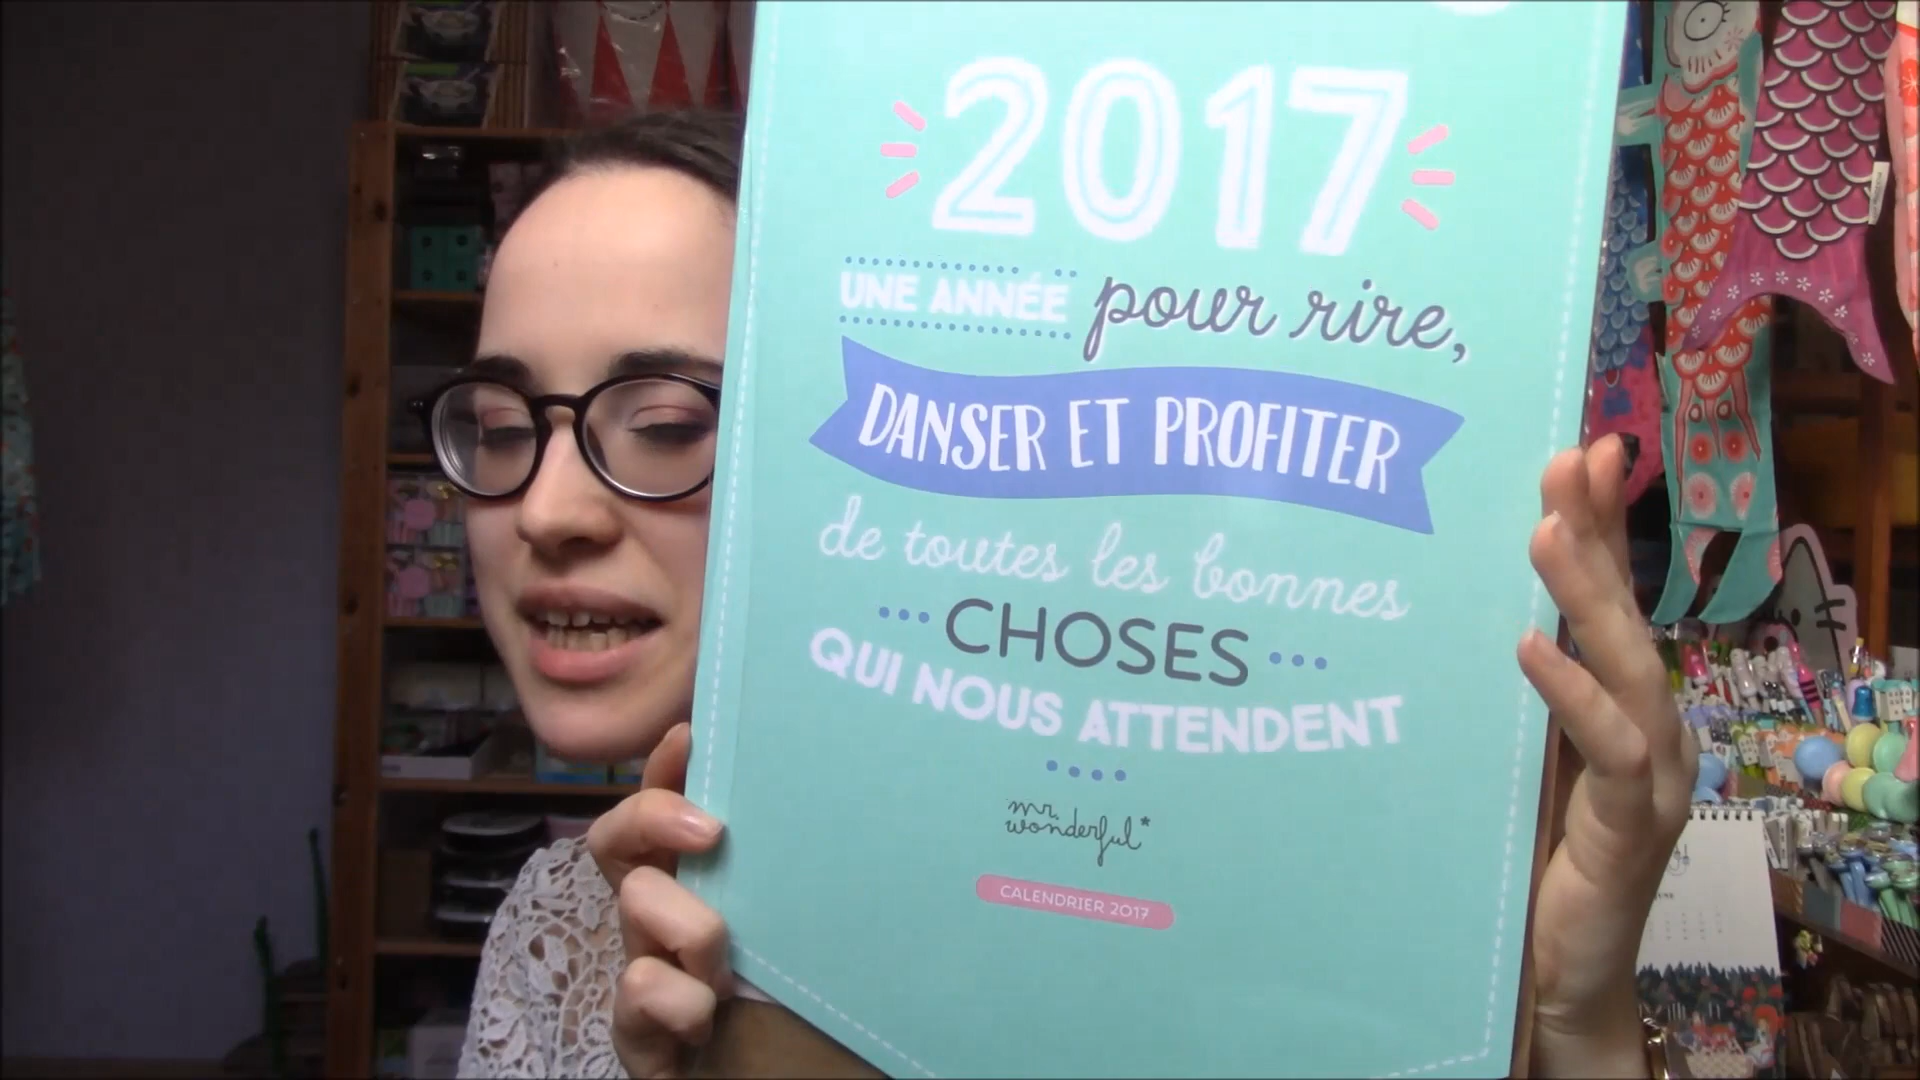 2017
UNE ANNÉE pour rire,
DANSER ET PROFITER
de toutes les bonnes
CHOSES
QUI NOUS ATTENDENT
mr.
wonderful*
CALENDRIER 2017